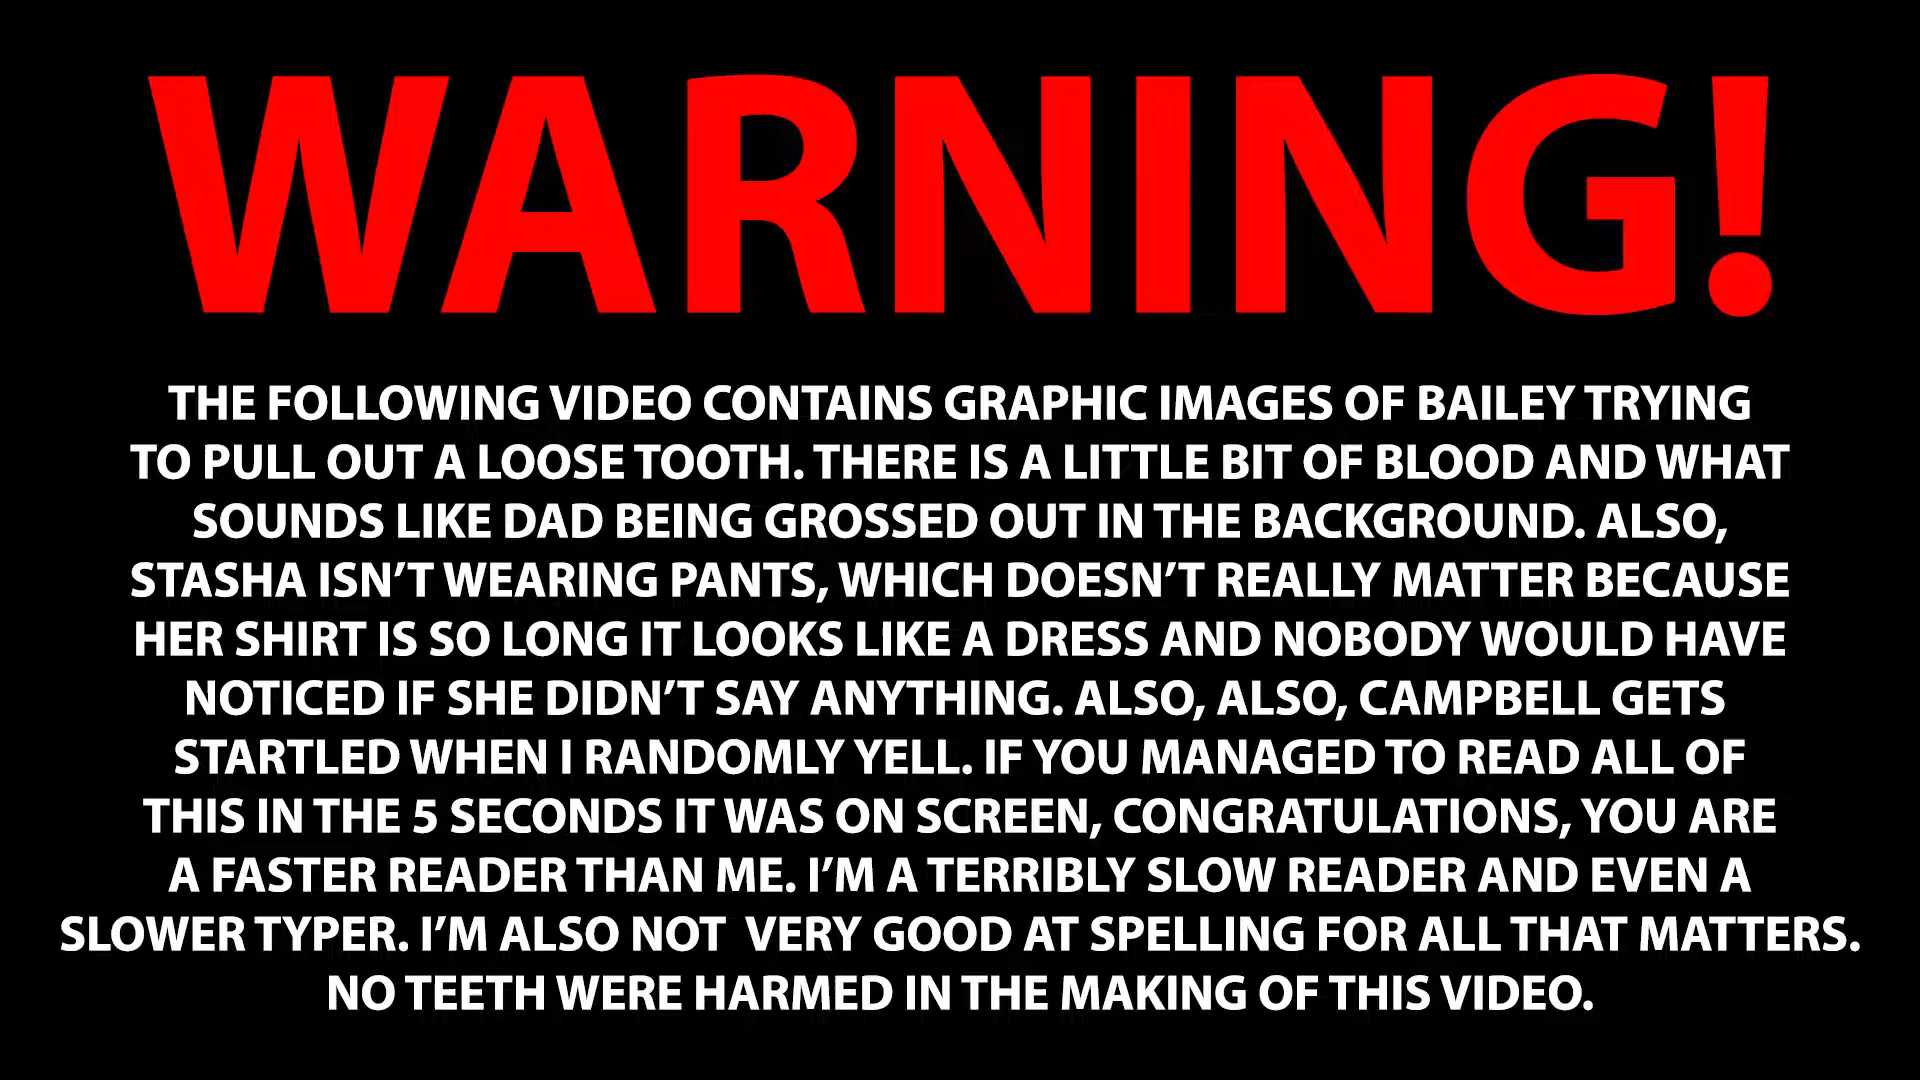 WARNING!
THE FOLLOWING VIDEO CONTAINS GRAPHIC IMAGES OF BAILEY TRYING
TO PULL OUT A LOOSE TOOTH. THERE IS A LITTLE BIT OF BLOOD AND WHAT
SOUNDS LIKE DAD BEING GROSSED OUT IN THE BACKGROUND. ALSO,
STASHA ISN’T WEARING PANTS, WHICH DOESN’T REALLY MATTER BECAUSE
HER SHIRT IS SO LONG IT LOOKS LIKE A DRESS AND NOBODY WOULD HAVE
NOTICED IF SHE DIDN’T SAY ANYTHING. ALSO, ALSO, CAMPBELL GETS
STARTLED WHEN I RANDOMLY YELL. IF YOU MANAGED TO READ ALL OF
THIS IN THE 5 SECONDS IT WAS ON SCREEN, CONGRATULATIONS, YOU ARE
A FASTER READER THAN ME. I’M A TERRIBLY SLOW READER AND EVEN A
SLOWER TYPER. I’M ALSO NOT  VERY GOOD AT SPELLING FOR ALL THAT MATTERS.
NO TEETH WERE HARMED IN THE MAKING OF THIS VIDEO.